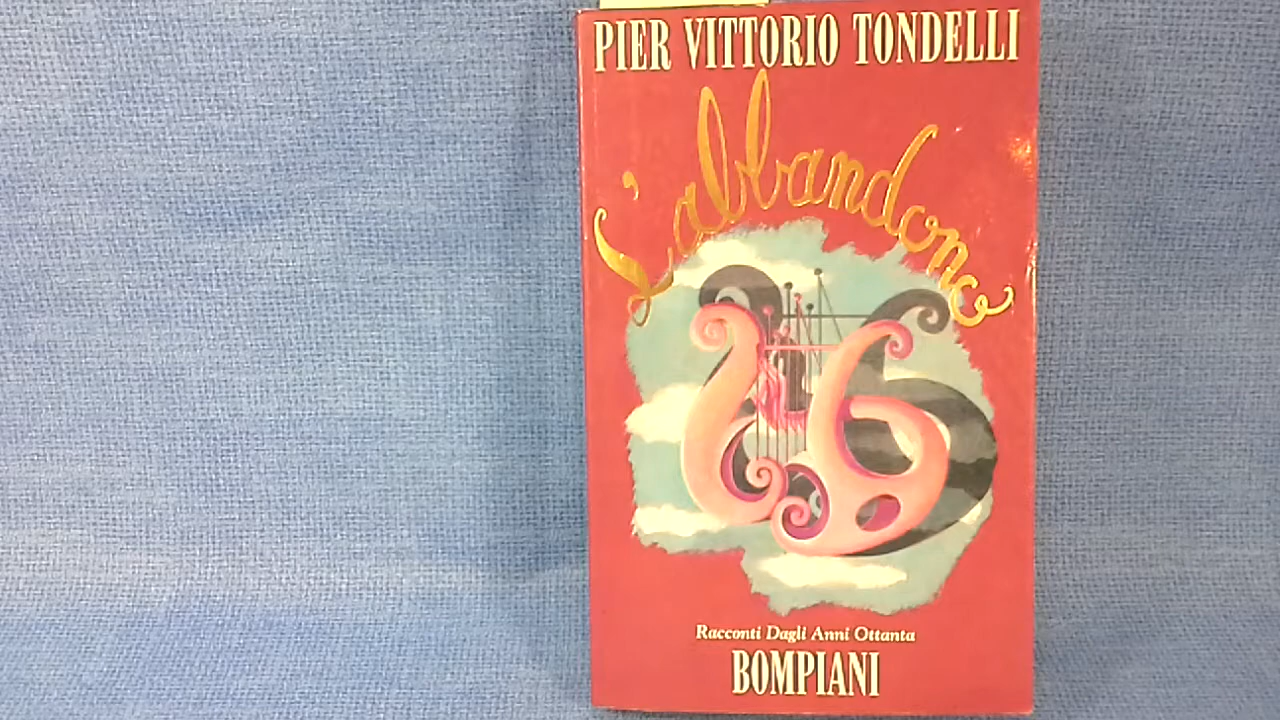 PIER VITTORIO TONDELLI
L'abbandono
Racconti Dagli Anni Ottanta
BOMPIANI